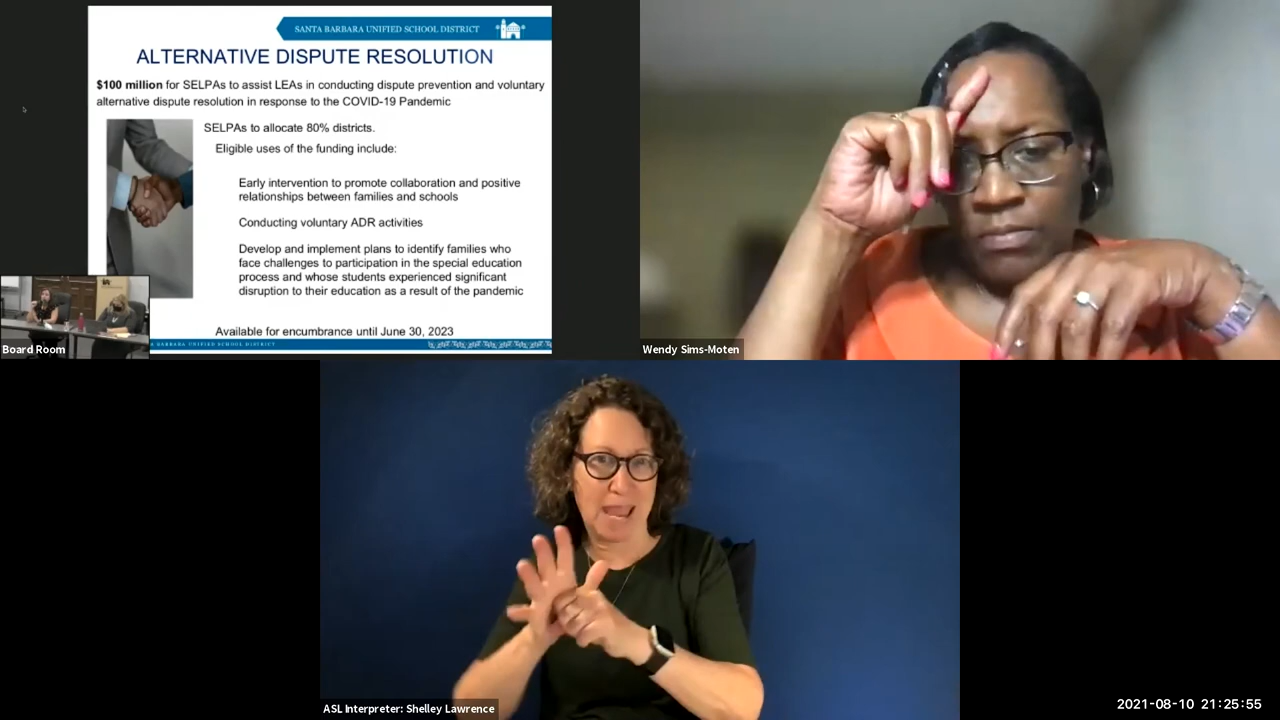 SANTA BARBARA UNIFIED SCHOOL DISTRICT
ALTERNATIVE DISPUTE RESOLUTION
$100 million for SELPAs to assist LEAs in conducting dispute prevention and voluntary
alternative dispute resolution in response to the COVID-19 Pandemic
SELPAs to allocate 80% districts.
Eligible uses of the funding include:
Early intervention to promote collaboration and positive
relationships between families and schools
Conducting voluntary ADR activities
Develop and implement plans to identify families who
face challenges to participation in the special education
process and whose students experienced significant
disruption to their education as a result of the pandemic
Available for encumbrance until June 30, 2023
BARBARA UNIFIED SCHOOL DISTRICT
Board Room
Wendy Sims-Moten
ASL Interpreter: Shelley Lawrence
2021-08-10 21:25:55